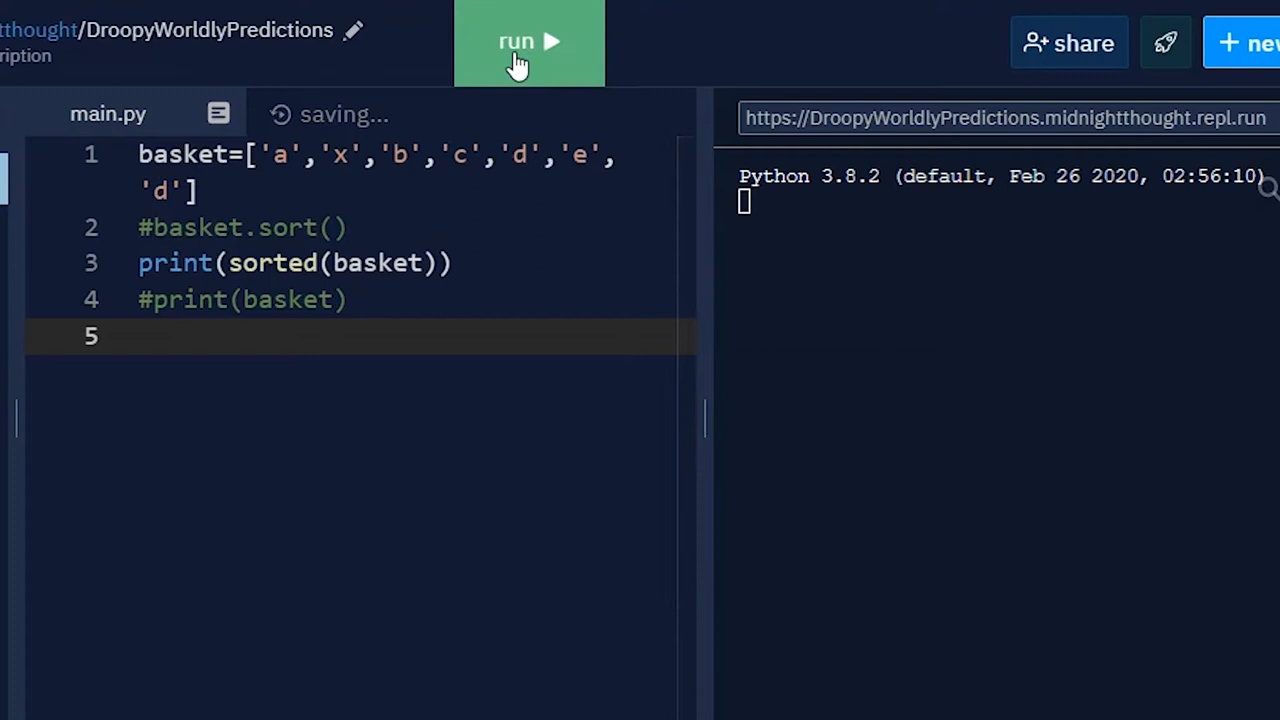 tthought/DroopyWorldlyPredictions
ription
run
share
+ new
main.py
saving...
https://DroopyWorldlyPredictions.midnightthought.repl.run
1 basket=['a','x','b','c','d','e',
'd']
2 #basket.sort()
3 print(sorted(basket))
4 #print(basket)
5
Python 3.8.2 (default, Feb 26 2020, 02:56:10)